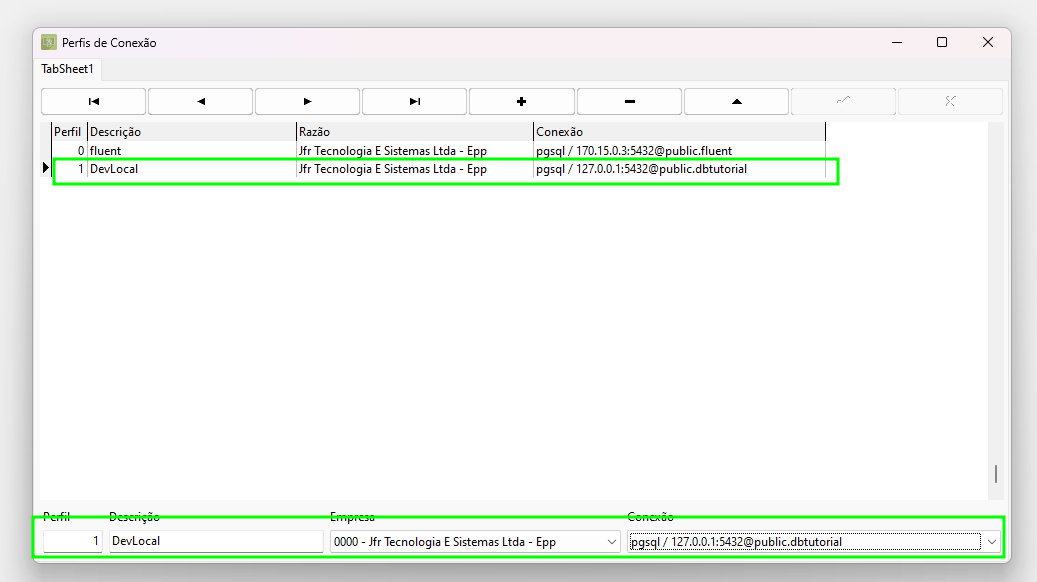 Perfis de Conexão
TabSheet1
Perfil Descrição Razão Conexão
0 fluent Jfr Tecnologia E Sistemas Ltda - Epp pgsql / 170.15.0.3:5432@public.fluent
1 DevLocal Jfr Tecnologia E Sistemas Ltda - Epp pgsql / 127.0.0.1:5432@public.dbtutorial
Perfil Descrição Empresa Conexão
1 DevLocal 0000 - Jfr Tecnologia E Sistemas Ltda - Epp pgsql / 127.0.0.1:5432@public.dbtutorial